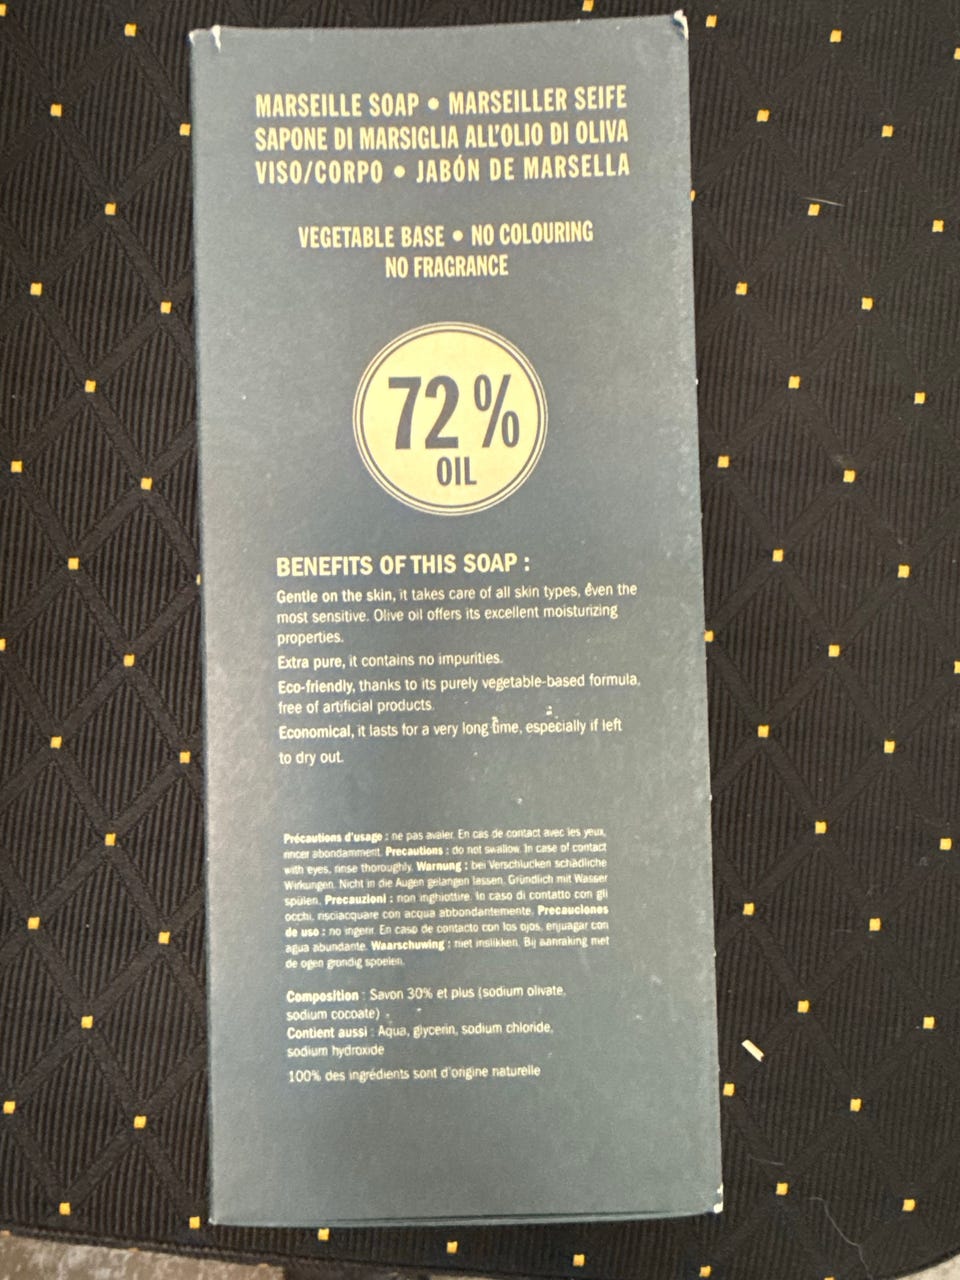 MARSEILLE SOAP • MARSEILLER SEIFE
SAPONE DI MARSIGLIA ALL'OLIO DI OLIVA
VISO/CORPO • JABÓN DE MARSELLA
VEGETABLE BASE • NO COLOURING
NO FRAGRANCE
72 %
OIL
BENEFITS OF THIS SOAP :
Gentle on the skin, it takes care of all skin types, even the
most sensitive. Olive oil offers its excellent moisturizing
properties.
Extra pure, it contains no impurities.
Eco-friendly, thanks to its purely vegetable-based formula,
free of artificial products.
Economical, it lasts for a very long time, especially if left
to dry out.
Précautions d'usage : ne pas avaler. En cas de contact avec les yeux,
rincer abondamment. Precautions : do not swallow. In case of contact
with eyes, rinse thoroughly. Warnung : bei Verschlucken schädliche
Wirkungen. Nicht in die Augen gelangen lassen. Gründlich mit Wasser
spülen. Precauzioni : non inghiottire. In caso di contatto con gli
occhi, risciacquare con acqua abbondantemente. Precauciones
de uso : no ingerir. En caso de contacto con los ojos, enjuagar con
agua abundante. Waarschuwing : niet inslikken. Bij aanraking met
de ogen grondig spoelen.
Composition : Savon 30% et plus (sodium olivate,
sodium cocoate)
Contient aussi : Aqua, glycerin, sodium chloride,
sodium hydroxide
100% des ingrédients sont d'origine naturelle